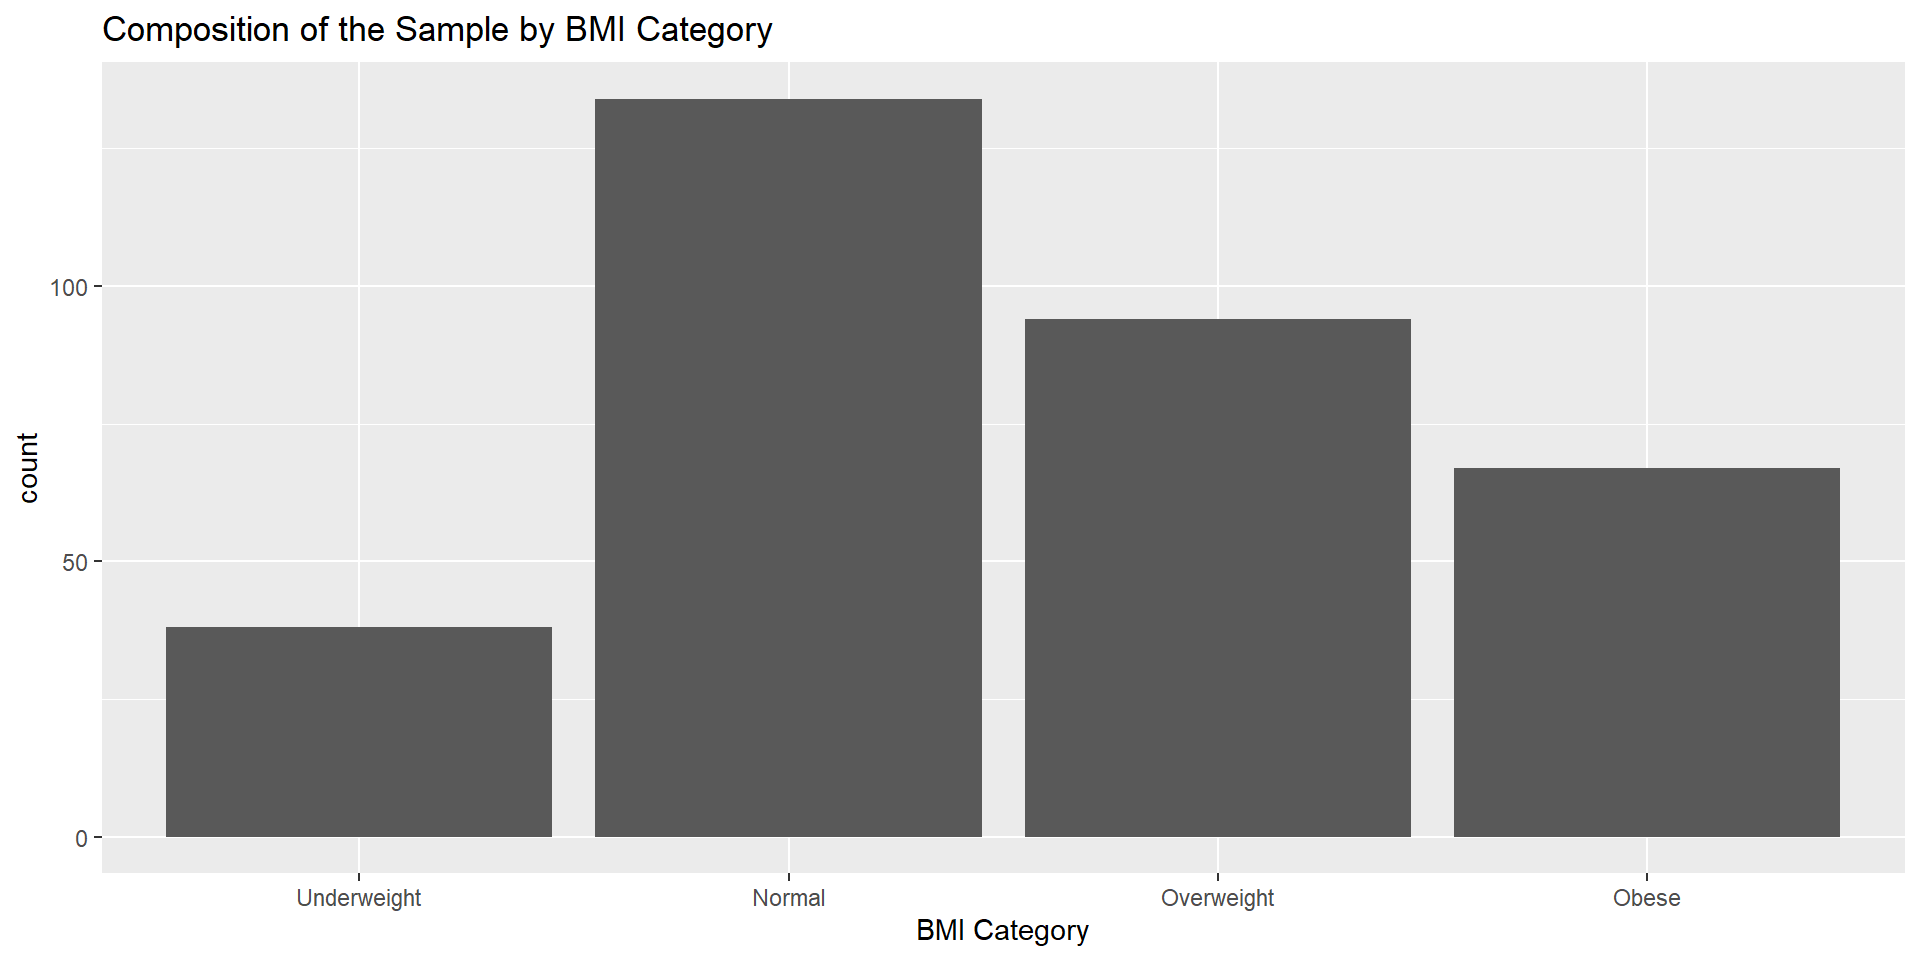 Composition of the Sample by BMI Category
100
50
0
count
Underweight Normal Overweight Obese
BMI Category